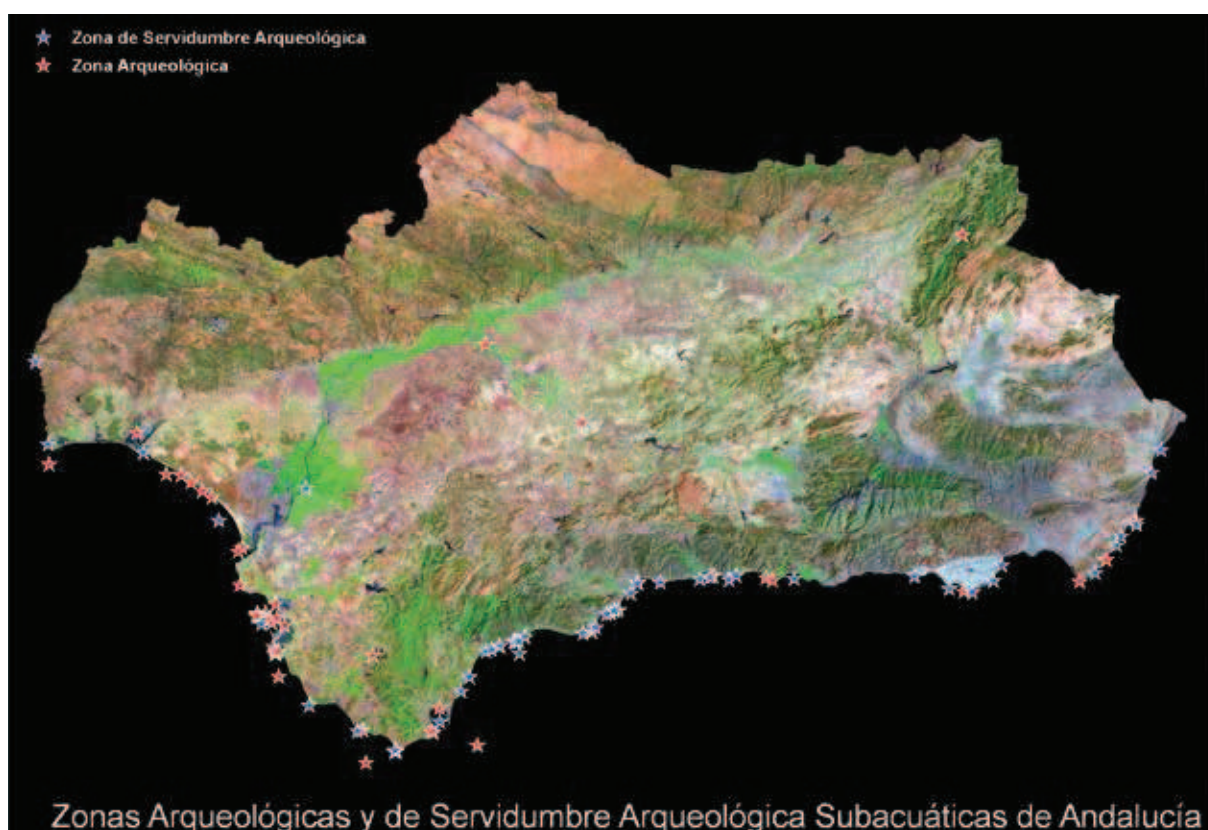 Zona de Servidumbre Arqueológica
Zona Arqueológica
Zonas Arqueológicas y de Servidumbre Arqueológica Subacuáticas de Andalucía